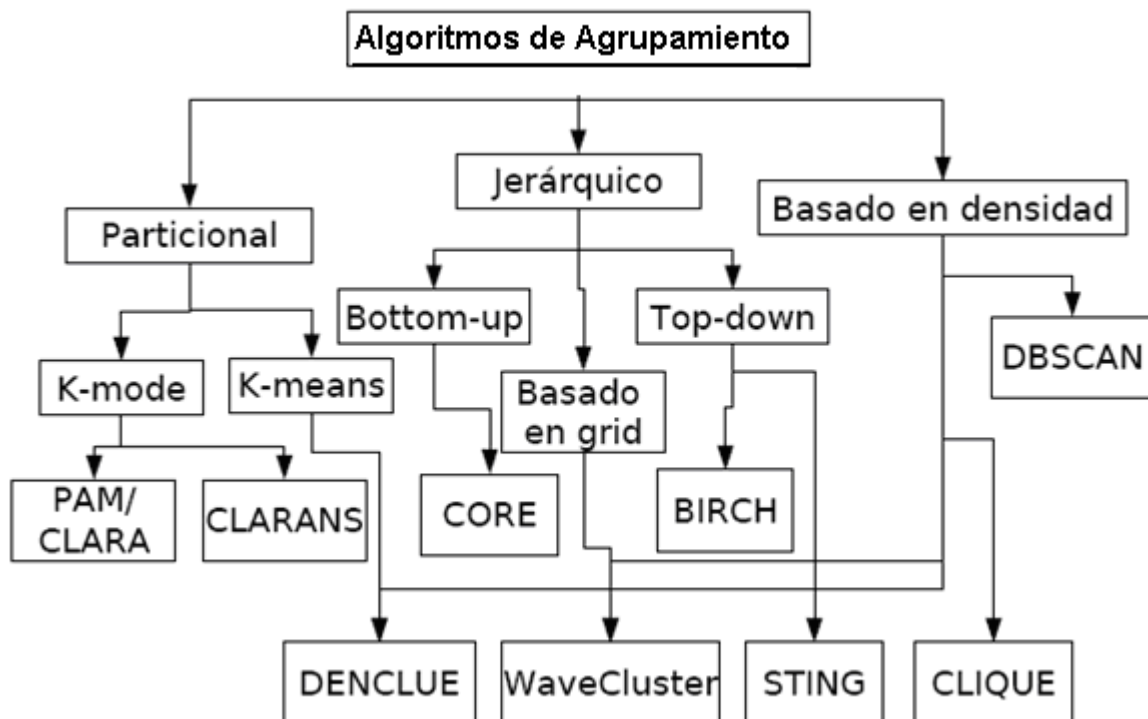 Algoritmos de Agrupamiento
Jerárquico
Basado en densidad
Particional
Bottom-up
Top-down
DBSCAN
K-mode
K-means
Basado
en grid
PAM/
CLARA
CLARANS
CORE
BIRCH
DENCLUE
WaveCluster
STING
CLIQUE